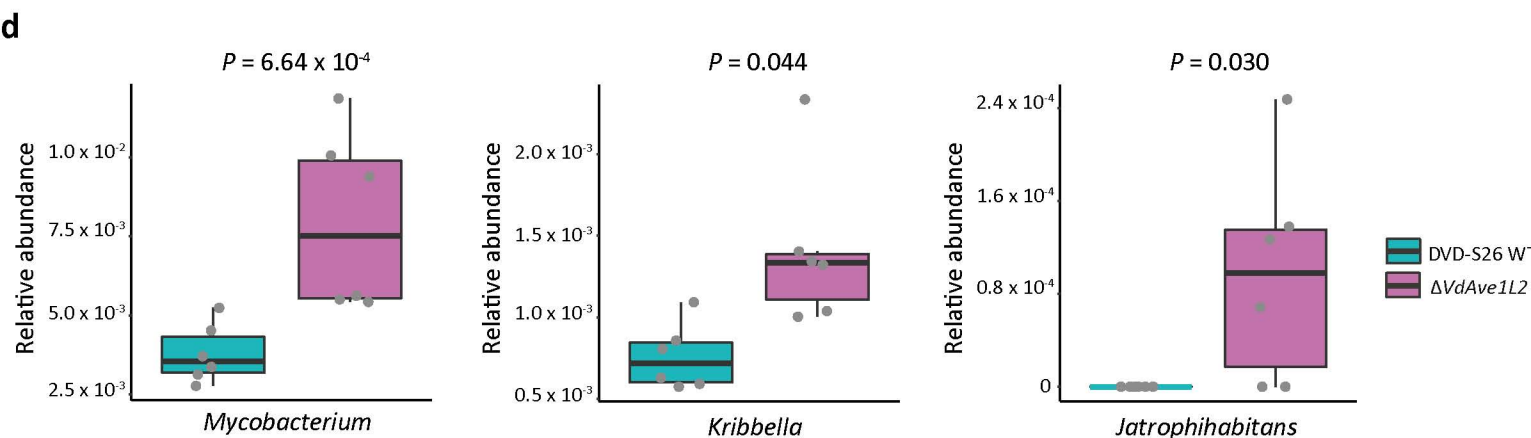 d
P = 6.64 x 10⁻⁴
Relative abundance
1.0 x 10⁻²
7.5 x 10⁻³
5.0 x 10⁻³
2.5 x 10⁻³
Mycobacterium
P = 0.044
Relative abundance
2.0 x 10⁻³
1.5 x 10⁻³
1.0 x 10⁻³
0.5 x 10⁻³
Kribbella
P = 0.030
Relative abundance
2.4 x 10⁻⁴
1.6 x 10⁻⁴
0.8 x 10⁻⁴
0
Jatrophihabitans
DVD-S26 W
ΔVdAve1L2